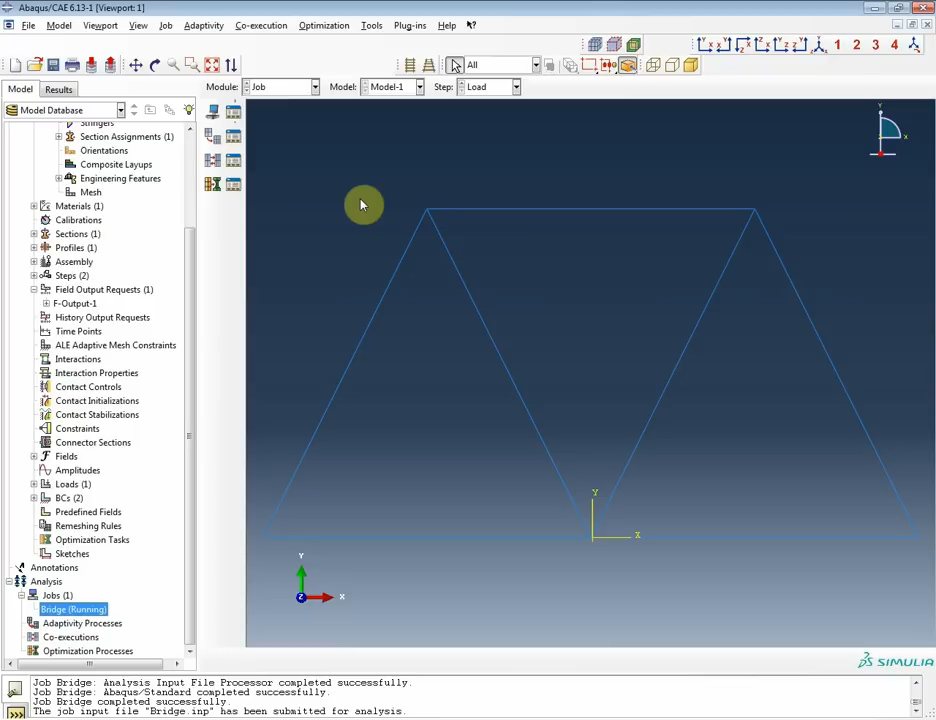 Abaqus/CAE 6.13-1 [Viewport: 1]
File Model Viewport View Job Adaptivity Co-execution Optimization Tools Plug-ins Help
1 2 3 4
All
Model Results
Module: Job Model: Model-1 Step: Load
Model Database
Stringers
Section Assignments (1)
Orientations
Composite Layups
Engineering Features
Mesh
Materials (1)
Calibrations
Sections (1)
Profiles (1)
Assembly
Steps (2)
Field Output Requests (1)
F-Output-1
History Output Requests
Time Points
ALE Adaptive Mesh Constraints
Interactions
Interaction Properties
Contact Controls
Contact Initializations
Contact Stabilizations
Constraints
Connector Sections
Fields
Amplitudes
Loads (1)
BCs (2)
Predefined Fields
Remeshing Rules
Optimization Tasks
Sketches
Annotations
Analysis
Jobs (1)
Bridge (Running)
Adaptivity Processes
Co-executions
Optimization Processes
Y
X
Y
X
Y
Z
X
SIMULIA
Job Bridge: Analysis Input File Processor completed successfully.
Job Bridge: Abaqus/Standard completed successfully.
Job Bridge completed successfully.
The job input file "Bridge.inp" has been submitted for analysis.
>>>